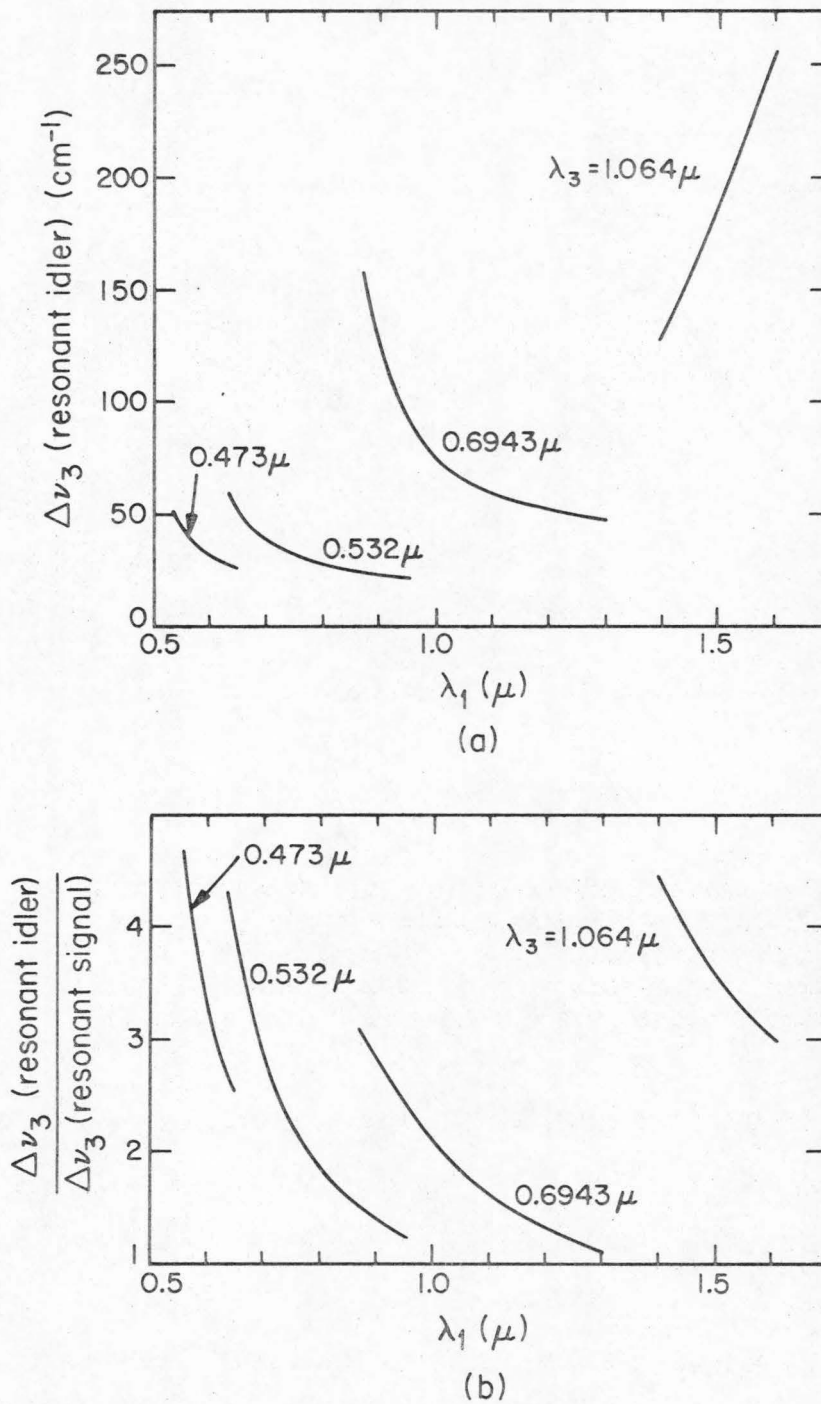 250
200
150
100
50
0
Δν₃ (resonant idler) (cm⁻¹)
λ₃=1.064μ
0.6943μ
0.473μ
0.532μ
0.5
1.0
1.5
λ₁ (μ)
(a)
4
3
2
1
Δν₃ (resonant idler)
Δν₃ (resonant signal)
0.473μ
0.532μ
λ₃=1.064μ
0.6943μ
0.5
1.0
1.5
λ₁ (μ)
(b)